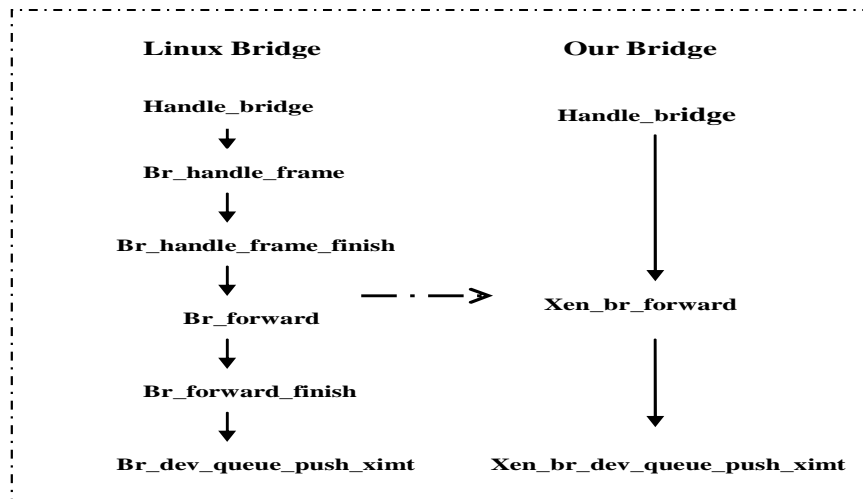 Linux Bridge
Handle_bridge
Br_handle_frame
Br_handle_frame_finish
Br_forward
Br_forward_finish
Br_dev_queue_push_ximt
Our Bridge
Handle_bridge
Xen_br_forward
Xen_br_dev_queue_push_ximt